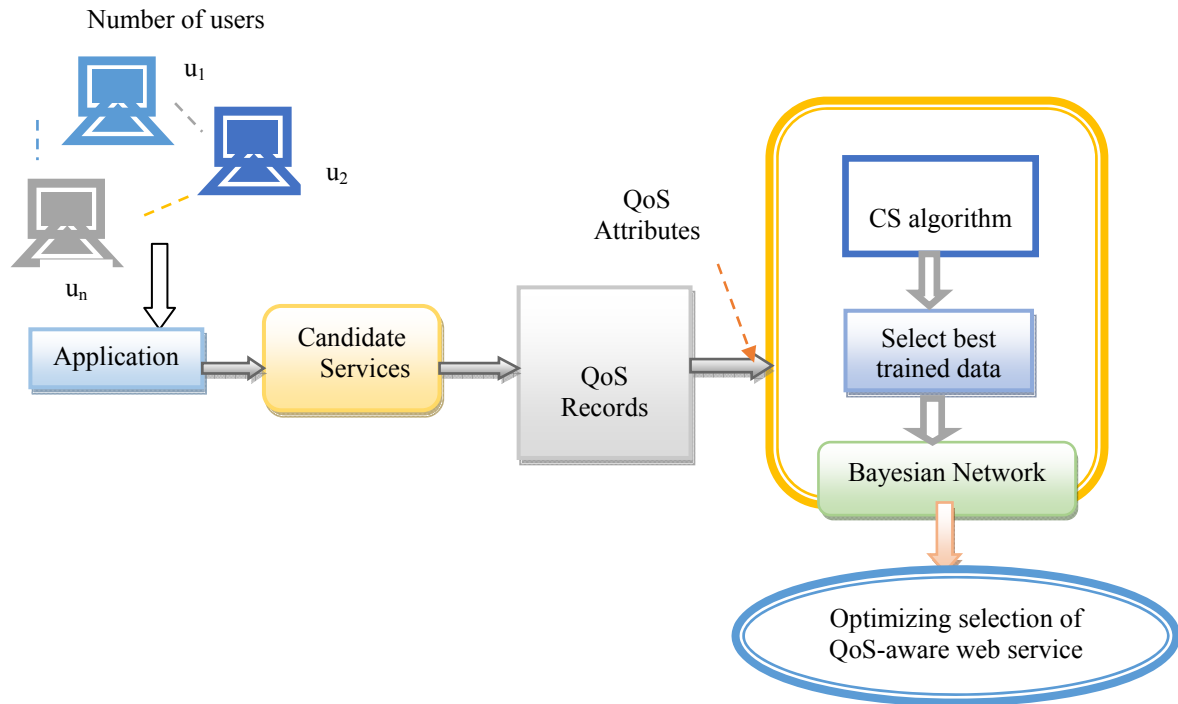 Number of users
u₁
u₂
uₙ
Application
Candidate
Services
QoS
Records
QoS
Attributes
CS algorithm
Select best
trained data
Bayesian Network
Optimizing selection of
QoS-aware web service